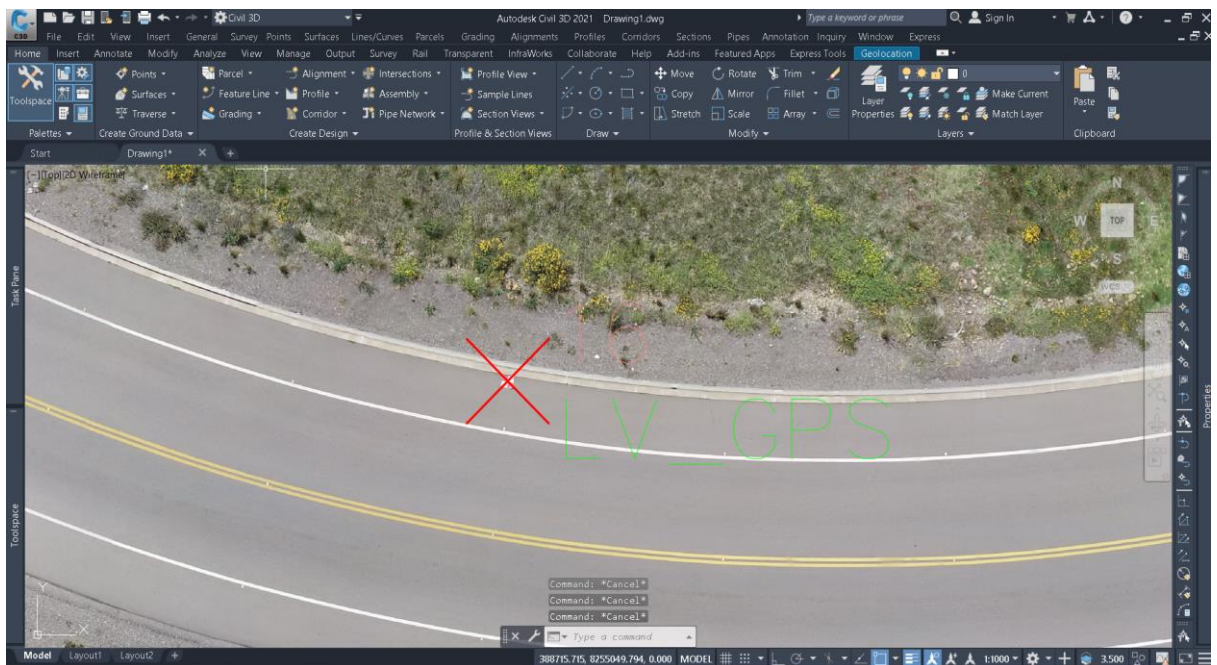 C3D Civil 3D Autodesk Civil 3D 2021 Drawing1.dwg Type a keyword or phrase Sign In
File Edit View Insert General Survey Points Surfaces Lines/Curves Parcels Grading Alignments Profiles Corridors Sections Pipes Annotation Inquiry Window Express
Home Insert Annotate Modify Analyze View Manage Output Survey Rail Transparent InfraWorks Collaborate Help Add-ins Featured Apps Express Tools Geolocation
Points Parcel Alignment Intersections Profile View Move Rotate Trim 0
Toolspace Surfaces Feature Line Profile Assembly Sample Lines Copy Mirror Fillet Layer Properties Make Current Paste
Traverse Grading Corridor Pipe Network Section Views Stretch Scale Array Match Layer
Palettes Create Ground Data Create Design Profile & Section Views Draw Modify Layers Clipboard
Start Drawing1* +
[-][Top][2D Wireframe]
N
W TOP E
S
WCS
Task Pane
Properties
16
LV_GPS
Toolspace
Command: *Cancel*
Command: *Cancel*
Command: *Cancel*
Y
X
Type a command
Model Layout1 Layout2 + 388715.715, 8255049.794, 0.000 MODEL 1:1000 3.500